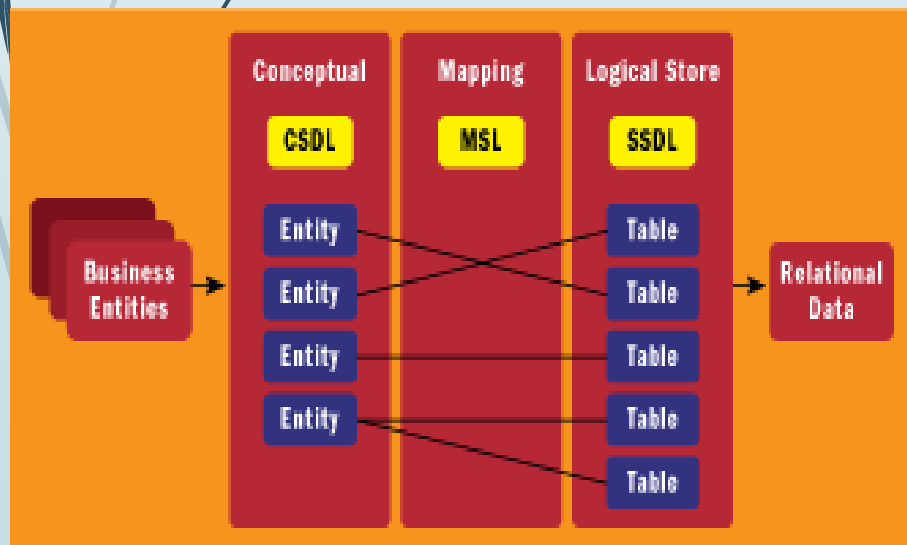 Conceptual
Mapping
Logical Store
CSDL
MSL
SSDL
Entity
Table
Business
Entities
Entity
Table
Relational
Data
Entity
Table
Entity
Table
Table